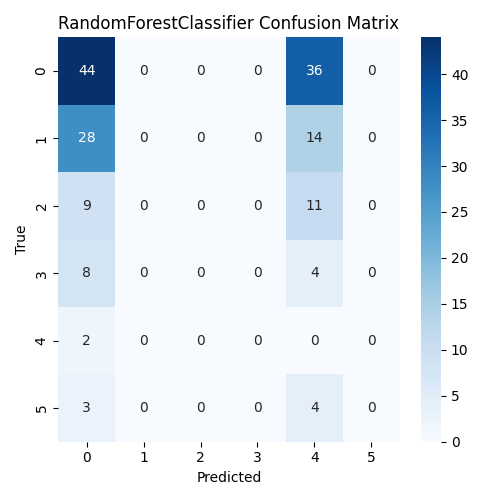 RandomForestClassifier Confusion Matrix
0 44 0 0 0 36 0
1 28 0 0 0 14 0
2 9 0 0 0 11 0
3 8 0 0 0 4 0
4 2 0 0 0 0 0
5 3 0 0 0 4 0
0 1 2 3 4 5
True
Predicted
40
35
30
25
20
15
10
5
0